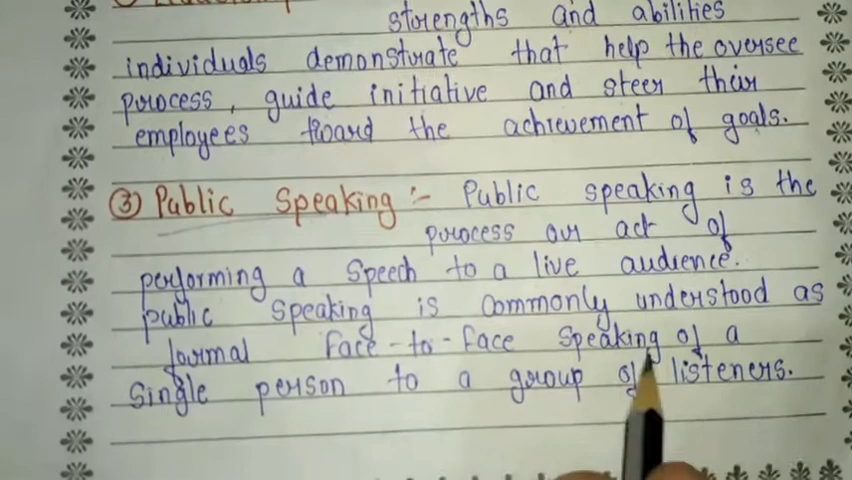 strengths and abilities
individuals demonstrate that help the oversee
process, guide initiative and steer their
employees toward the achievement of goals.
③ Public Speaking :- Public speaking is the
process or act of
performing a Speech to a live audience.
public Speaking is commonly understood as
formal Face-to-Face Speaking of a
Single person to a group of listeners.